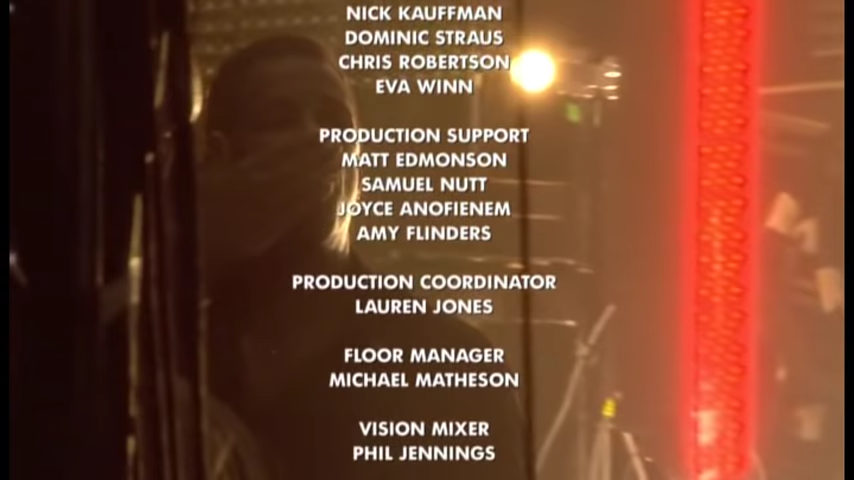 NICK KAUFFMAN
DOMINIC STRAUS
CHRIS ROBERTSON
EVA WINN
PRODUCTION SUPPORT
MATT EDMONSON
SAMUEL NUTT
JOYCE ANOFIENEM
AMY FLINDERS
PRODUCTION COORDINATOR
LAUREN JONES
FLOOR MANAGER
MICHAEL MATHESON
VISION MIXER
PHIL JENNINGS